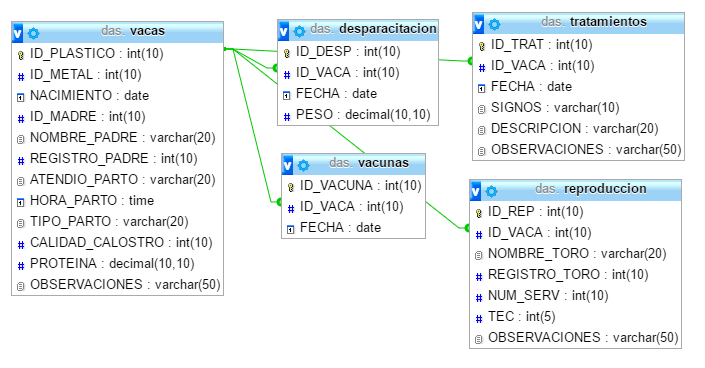 das. vacas
ID_PLASTICO : int(10)
ID_METAL : int(10)
NACIMIENTO : date
ID_MADRE : int(10)
NOMBRE_PADRE : varchar(20)
REGISTRO_PADRE : int(10)
ATENDIO_PARTO : varchar(20)
HORA_PARTO : time
TIPO_PARTO : varchar(20)
CALIDAD_CALOSTRO : int(10)
PROTEINA : decimal(10,10)
OBSERVACIONES : varchar(50)
das. desparacitacion
ID_DESP : int(10)
ID_VACA : int(10)
FECHA : date
PESO : decimal(10,10)
das. vacunas
ID_VACUNA : int(10)
ID_VACA : int(10)
FECHA : date
das. tratamientos
ID_TRAT : int(10)
ID_VACA : int(10)
FECHA : date
SIGNOS : varchar(10)
DESCRIPCION : varchar(20)
OBSERVACIONES : varchar(50)
das. reproduccion
ID_REP : int(10)
ID_VACA : int(10)
NOMBRE_TORO : varchar(20)
REGISTRO_TORO : int(10)
NUM_SERV : int(10)
TEC : int(5)
OBSERVACIONES : varchar(50)